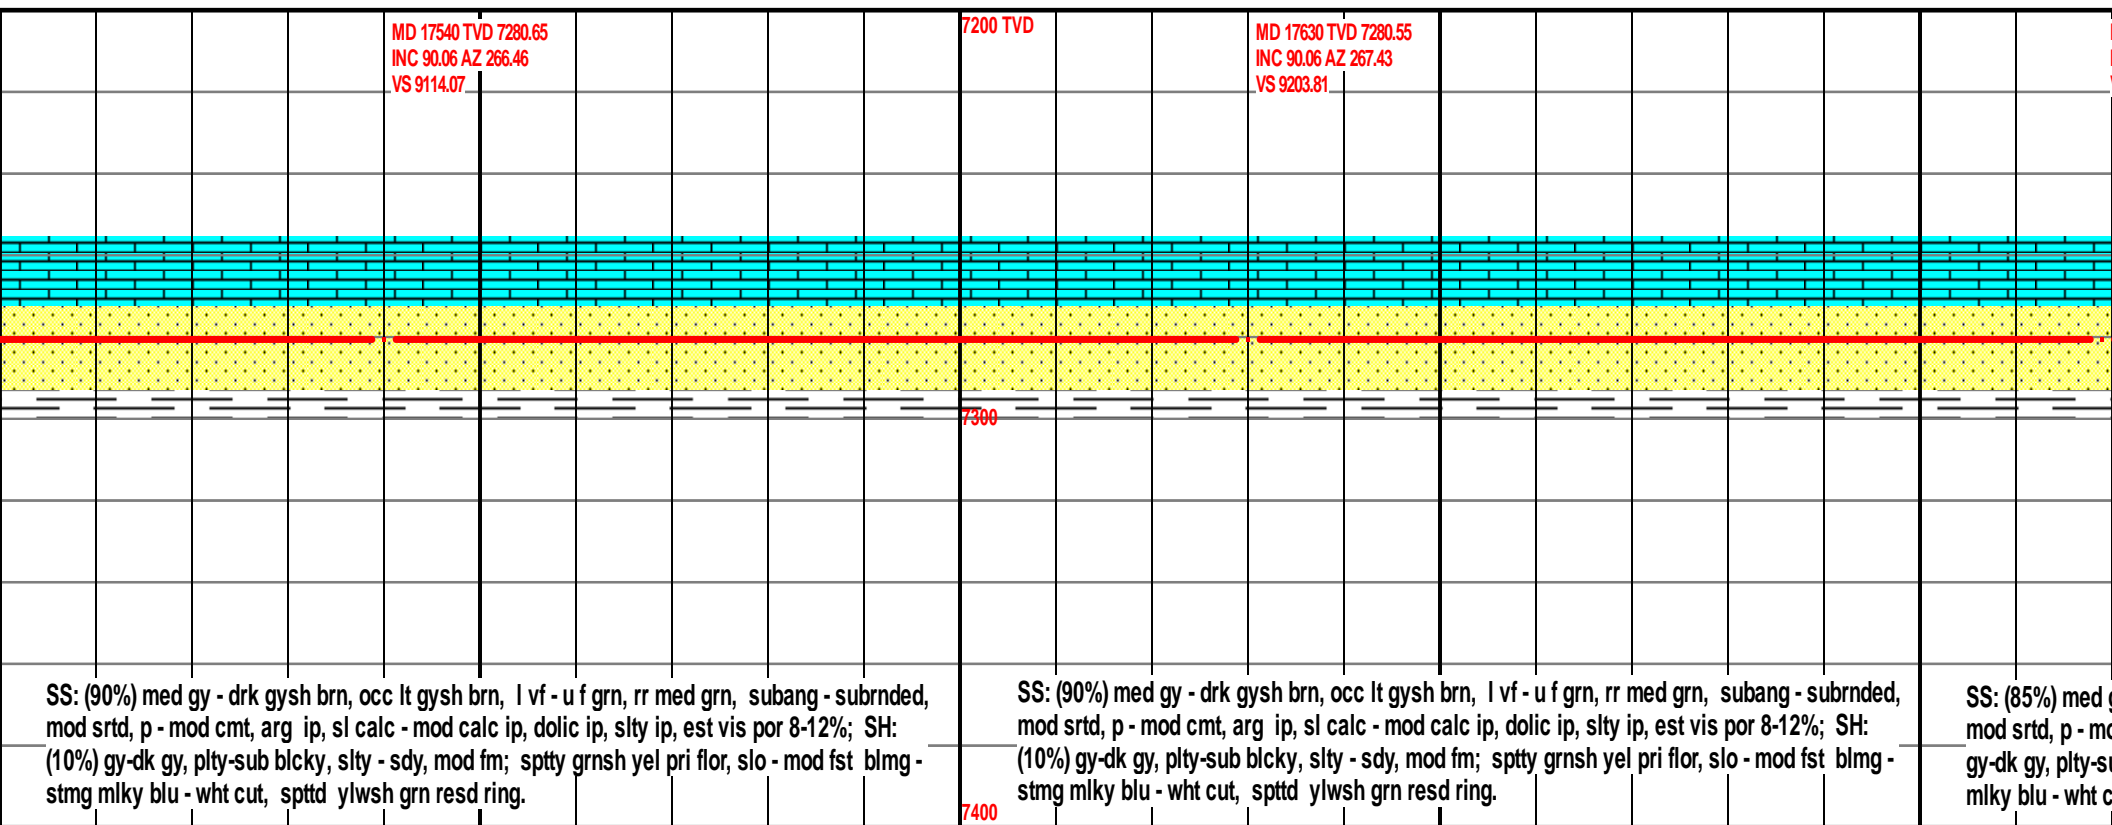 MD 17540 TVD 7280.65
INC 90.06 AZ 266.46
VS 9114.07
7200 TVD
MD 17630 TVD 7280.55
INC 90.06 AZ 267.43
VS 9203.81
7300
SS: (90%) med gy - drk gysh brn, occ lt gysh brn, l vf - u f grn, rr med grn, subang - subrnded,
mod srtd, p - mod cmt, arg ip, sl calc - mod calc ip, dolic ip, slty ip, est vis por 8-12%; SH:
(10%) gy-dk gy, plty-sub blcky, slty - sdy, mod fm; sptty grnsh yel pri flor, slo - mod fst blmg -
stmg mlky blu - wht cut, spttd ylwsh grn resd ring.
SS: (90%) med gy - drk gysh brn, occ lt gysh brn, l vf - u f grn, rr med grn, subang - subrnded,
mod srtd, p - mod cmt, arg ip, sl calc - mod calc ip, dolic ip, slty ip, est vis por 8-12%; SH:
(10%) gy-dk gy, plty-sub blcky, slty - sdy, mod fm; sptty grnsh yel pri flor, slo - mod fst blmg -
stmg mlky blu - wht cut, spttd ylwsh grn resd ring.
SS: (85%) med
mod srtd, p -
gy-dk gy,
mlky blu - wht
7400